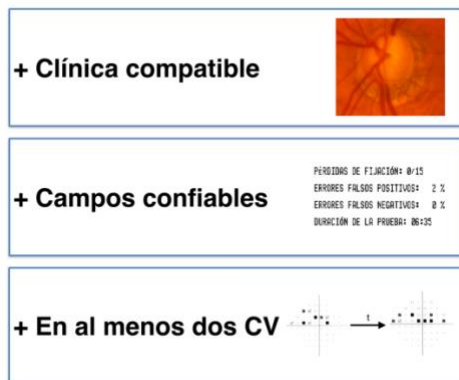 + Clínica compatible
+ Campos confiables
PÉRDIDAS DE FIJACIÓN: 0/15
ERRORES FALSOS POSITIVOS: 2 %
ERRORES FALSOS NEGATIVOS: 0 %
DURACIÓN DE LA PRUEBA: 06:35
+ En al menos dos CV
t